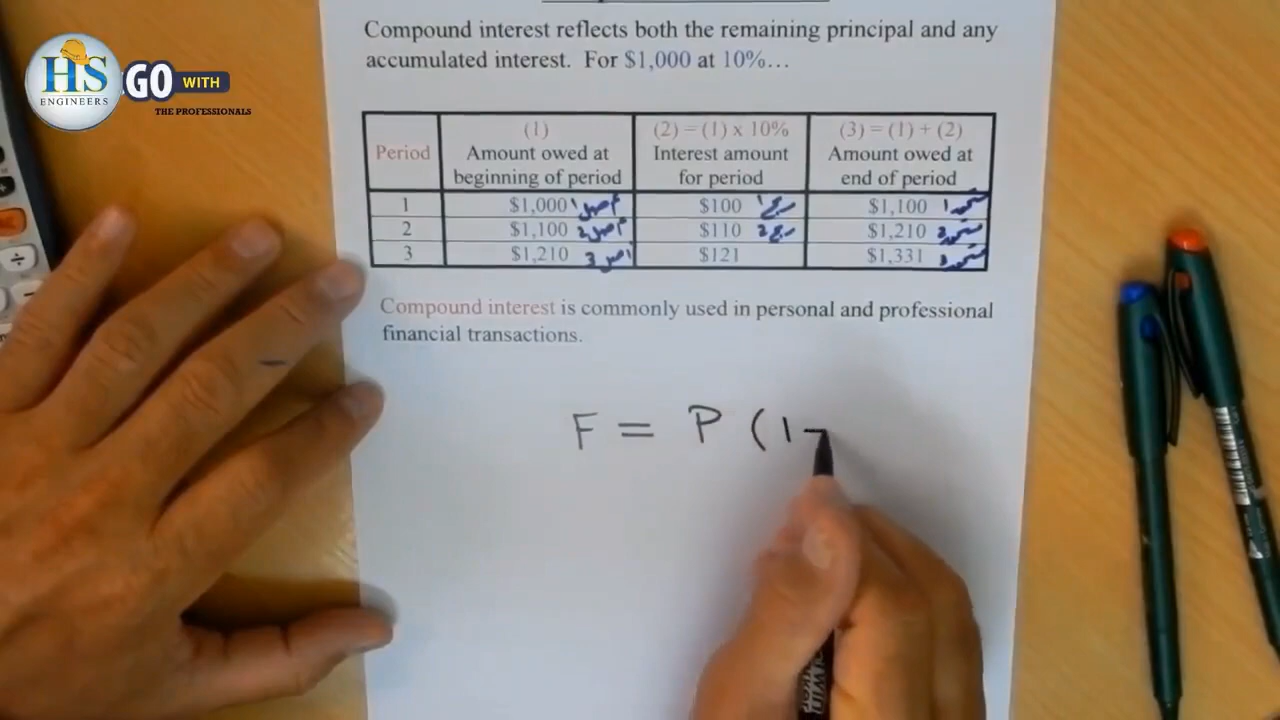 HS
ENGINEERS
GO WITH
THE PROFESSIONALS
Compound interest reflects both the remaining principal and any
accumulated interest. For $1,000 at 10%…
Period
(1)
Amount owed at
beginning of period
(2) = (1) x 10%
Interest amount
for period
(3) = (1) + (2)
Amount owed at
end of period
1 $1,000 $100 $1,100
2 $1,100 $110 $1,210
3 $1,210 $121 $1,331
Compound interest is commonly used in personal and professional
financial transactions.
F = P (1